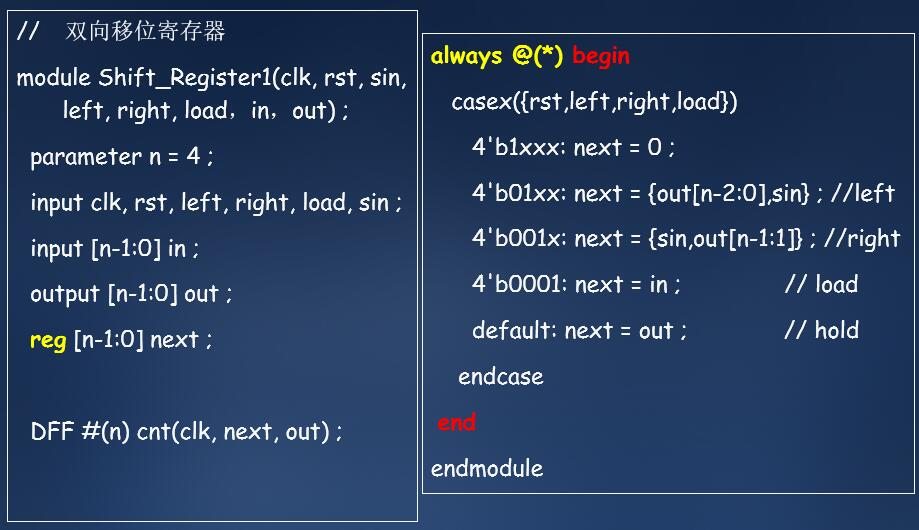 //   双向移位寄存器
module Shift_Register1(clk, rst, sin,
left, right, load，in，out) ;
parameter n = 4 ;
input clk, rst, left, right, load, sin ;
input [n-1:0] in ;
output [n-1:0] out ;
reg [n-1:0] next ;
DFF #(n) cnt(clk, next, out) ;
always @(*) begin
casex({rst,left,right,load})
4'b1xxx: next = 0 ;
4'b01xx: next = {out[n-2:0],sin} ; //left
4'b001x: next = {sin,out[n-1:1]} ; //right
4'b0001: next = in ; // load
default: next = out ; // hold
endcase
end
endmodule